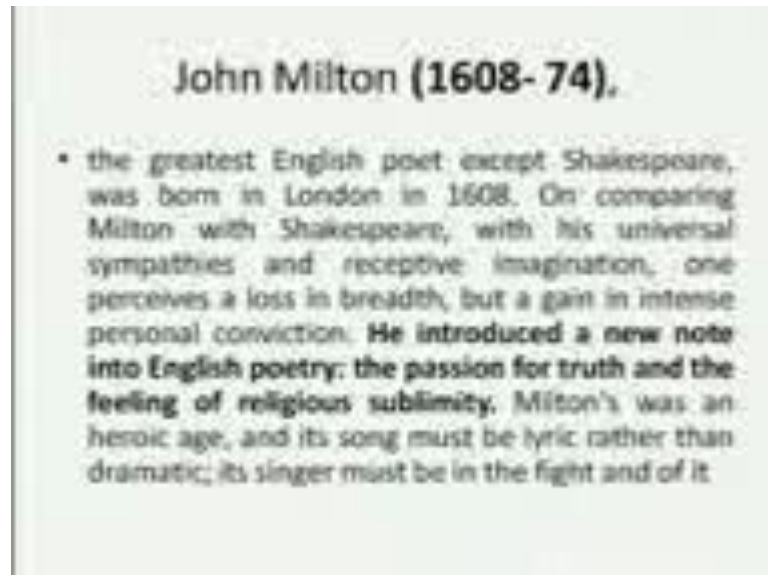 John Milton (1608- 74),
• the greatest English poet except Shakespeare,
was born in London in 1608. On comparing
Milton with Shakespeare, with his universal
sympathies and receptive imagination, one
perceives a loss in breadth, but a gain in intense
personal conviction. He introduced a new note
into English poetry: the passion for truth and the
feeling of religious sublimity. Milton's was an
heroic age, and its song must be lyric rather than
dramatic; its singer must be in the fight and of it